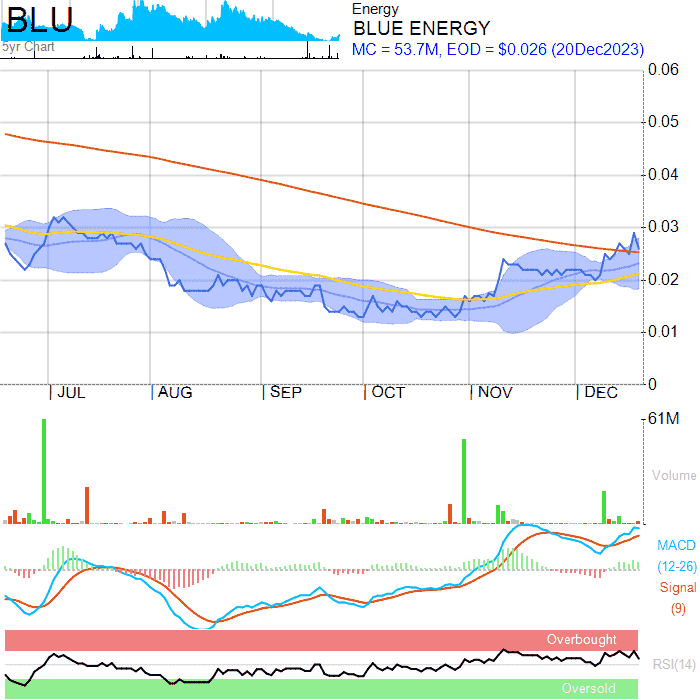 BLU
5yr Chart
Energy
BLUE ENERGY
MC = 53.7M, EOD = $0.026 (20Dec2023)
0.06
0.05
0.04
0.03
0.02
0.01
0
JUL AUG SEP OCT NOV DEC
61M
Volume
MACD
(12-26)
Signal
(9)
Overbought
RSI(14)
Oversold